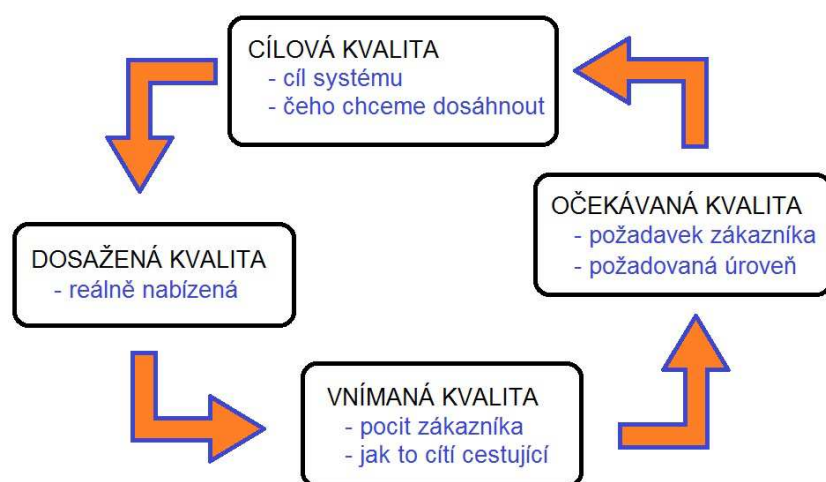 CÍLOVÁ KVALITA
- cíl systému
- čeho chceme dosáhnout
OČEKÁVANÁ KVALITA
- požadavek zákazníka
- požadovaná úroveň
DOSAŽENÁ KVALITA
- reálně nabízená
VNÍMANÁ KVALITA
- pocit zákazníka
- jak to cítí cestující